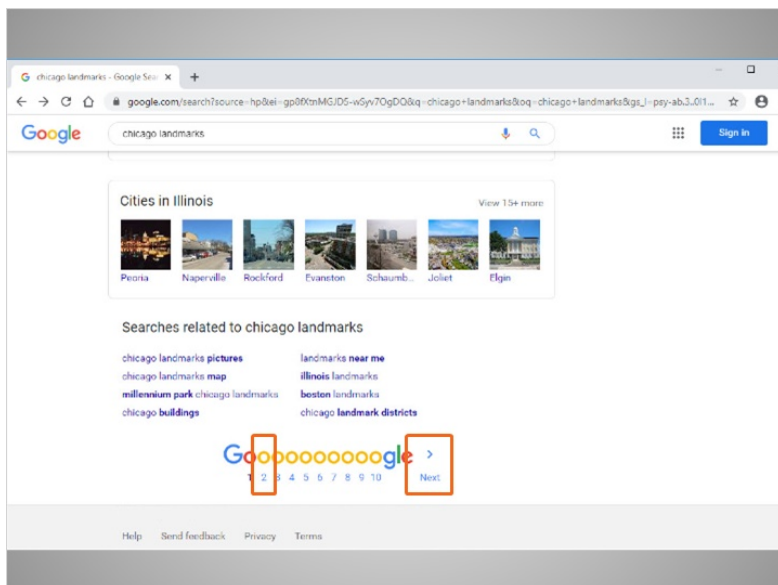 chicago landmarks - Google Sea
google.com/search?source=hp&ei=gp8fXtnMGJD5-wSyv7OgDQ&q=chicago+landmarks&oq=chicago+landmarks&gs_l=psy-ab.3..0l1...
Google
chicago landmarks
Sign in
Cities in Illinois
View 15+ more
Peoria Naperville Rockford Evanston Schaumb... Joliet Elgin
Searches related to chicago landmarks
chicago landmarks pictures
landmarks near me
chicago landmarks map
illinois landmarks
millennium park chicago landmarks
boston landmarks
chicago buildings
chicago landmark districts
Goooooooooogle >
1 2 3 4 5 6 7 8 9 10 Next
Help Send feedback Privacy Terms